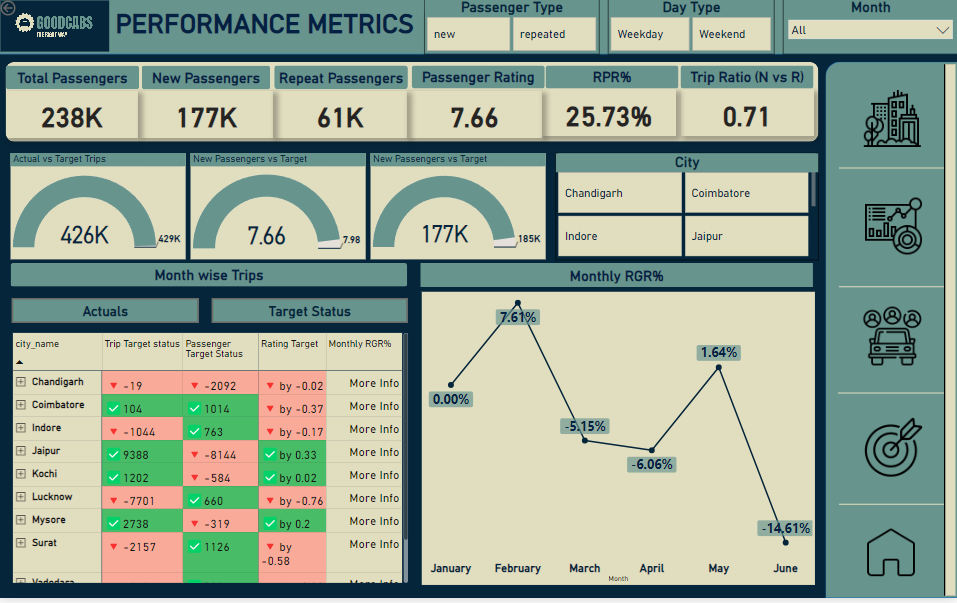 GOODCABS
THE RIGHT WAY
PERFORMANCE METRICS
Passenger Type
new
repeated
Day Type
Weekday
Weekend
Month
All
Total Passengers
238K
New Passengers
177K
Repeat Passengers
61K
Passenger Rating
7.66
RPR%
25.73%
Trip Ratio (N vs R)
0.71
Actual vs Target Trips
426K
429K
New Passengers vs Target
7.66
7.98
New Passengers vs Target
177K
185K
City
Chandigarh
Coimbatore
Indore
Jaipur
Month wise Trips
Actuals
Target Status
city_name Trip Target status Passenger Target Status Rating Target Monthly RGR%
Chandigarh -19 -2092 by -0.02 More Info
Coimbatore 104 1014 by -0.37 More Info
Indore -1044 763 by -0.17 More Info
Jaipur 9388 -8144 by 0.33 More Info
Kochi 1202 -584 by 0.02 More Info
Lucknow -7701 660 by -0.76 More Info
Mysore 2738 -319 by 0.2 More Info
Surat -2157 1126 by -0.58 More Info
Vadodara More Info
Monthly RGR%
0.00%
7.61%
-5.15%
-6.06%
1.64%
-14.61%
January February March April May June
Month